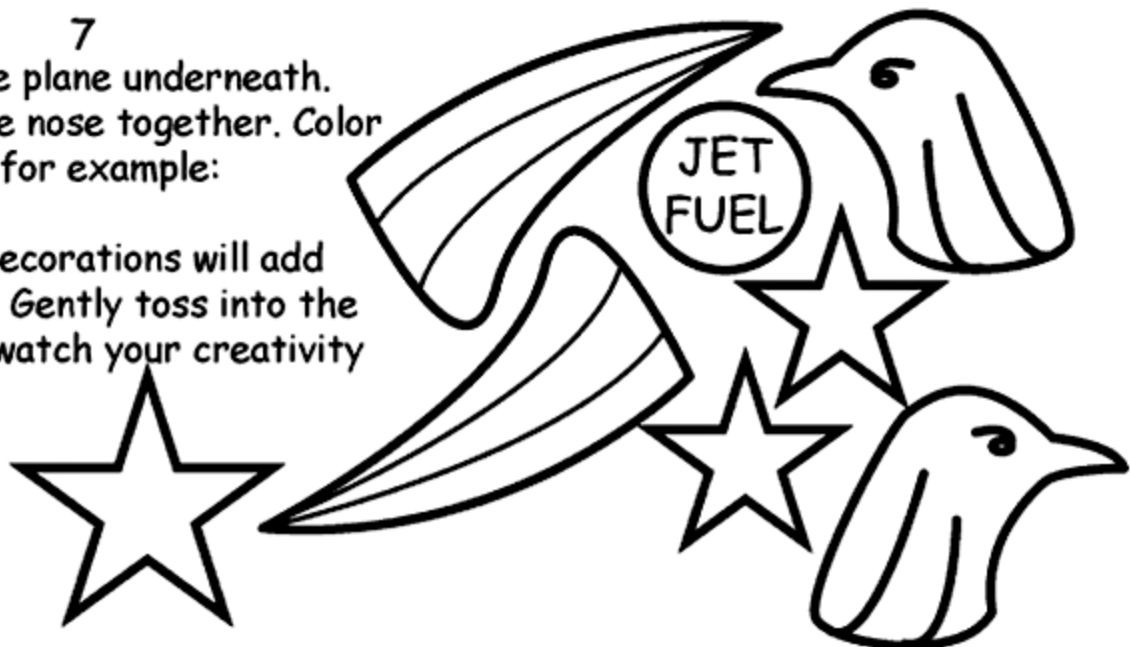 7
e plane underneath.
e nose together. Color
for example:
ecorations will add
Gently toss into the
watch your creativity
JET
FUEL